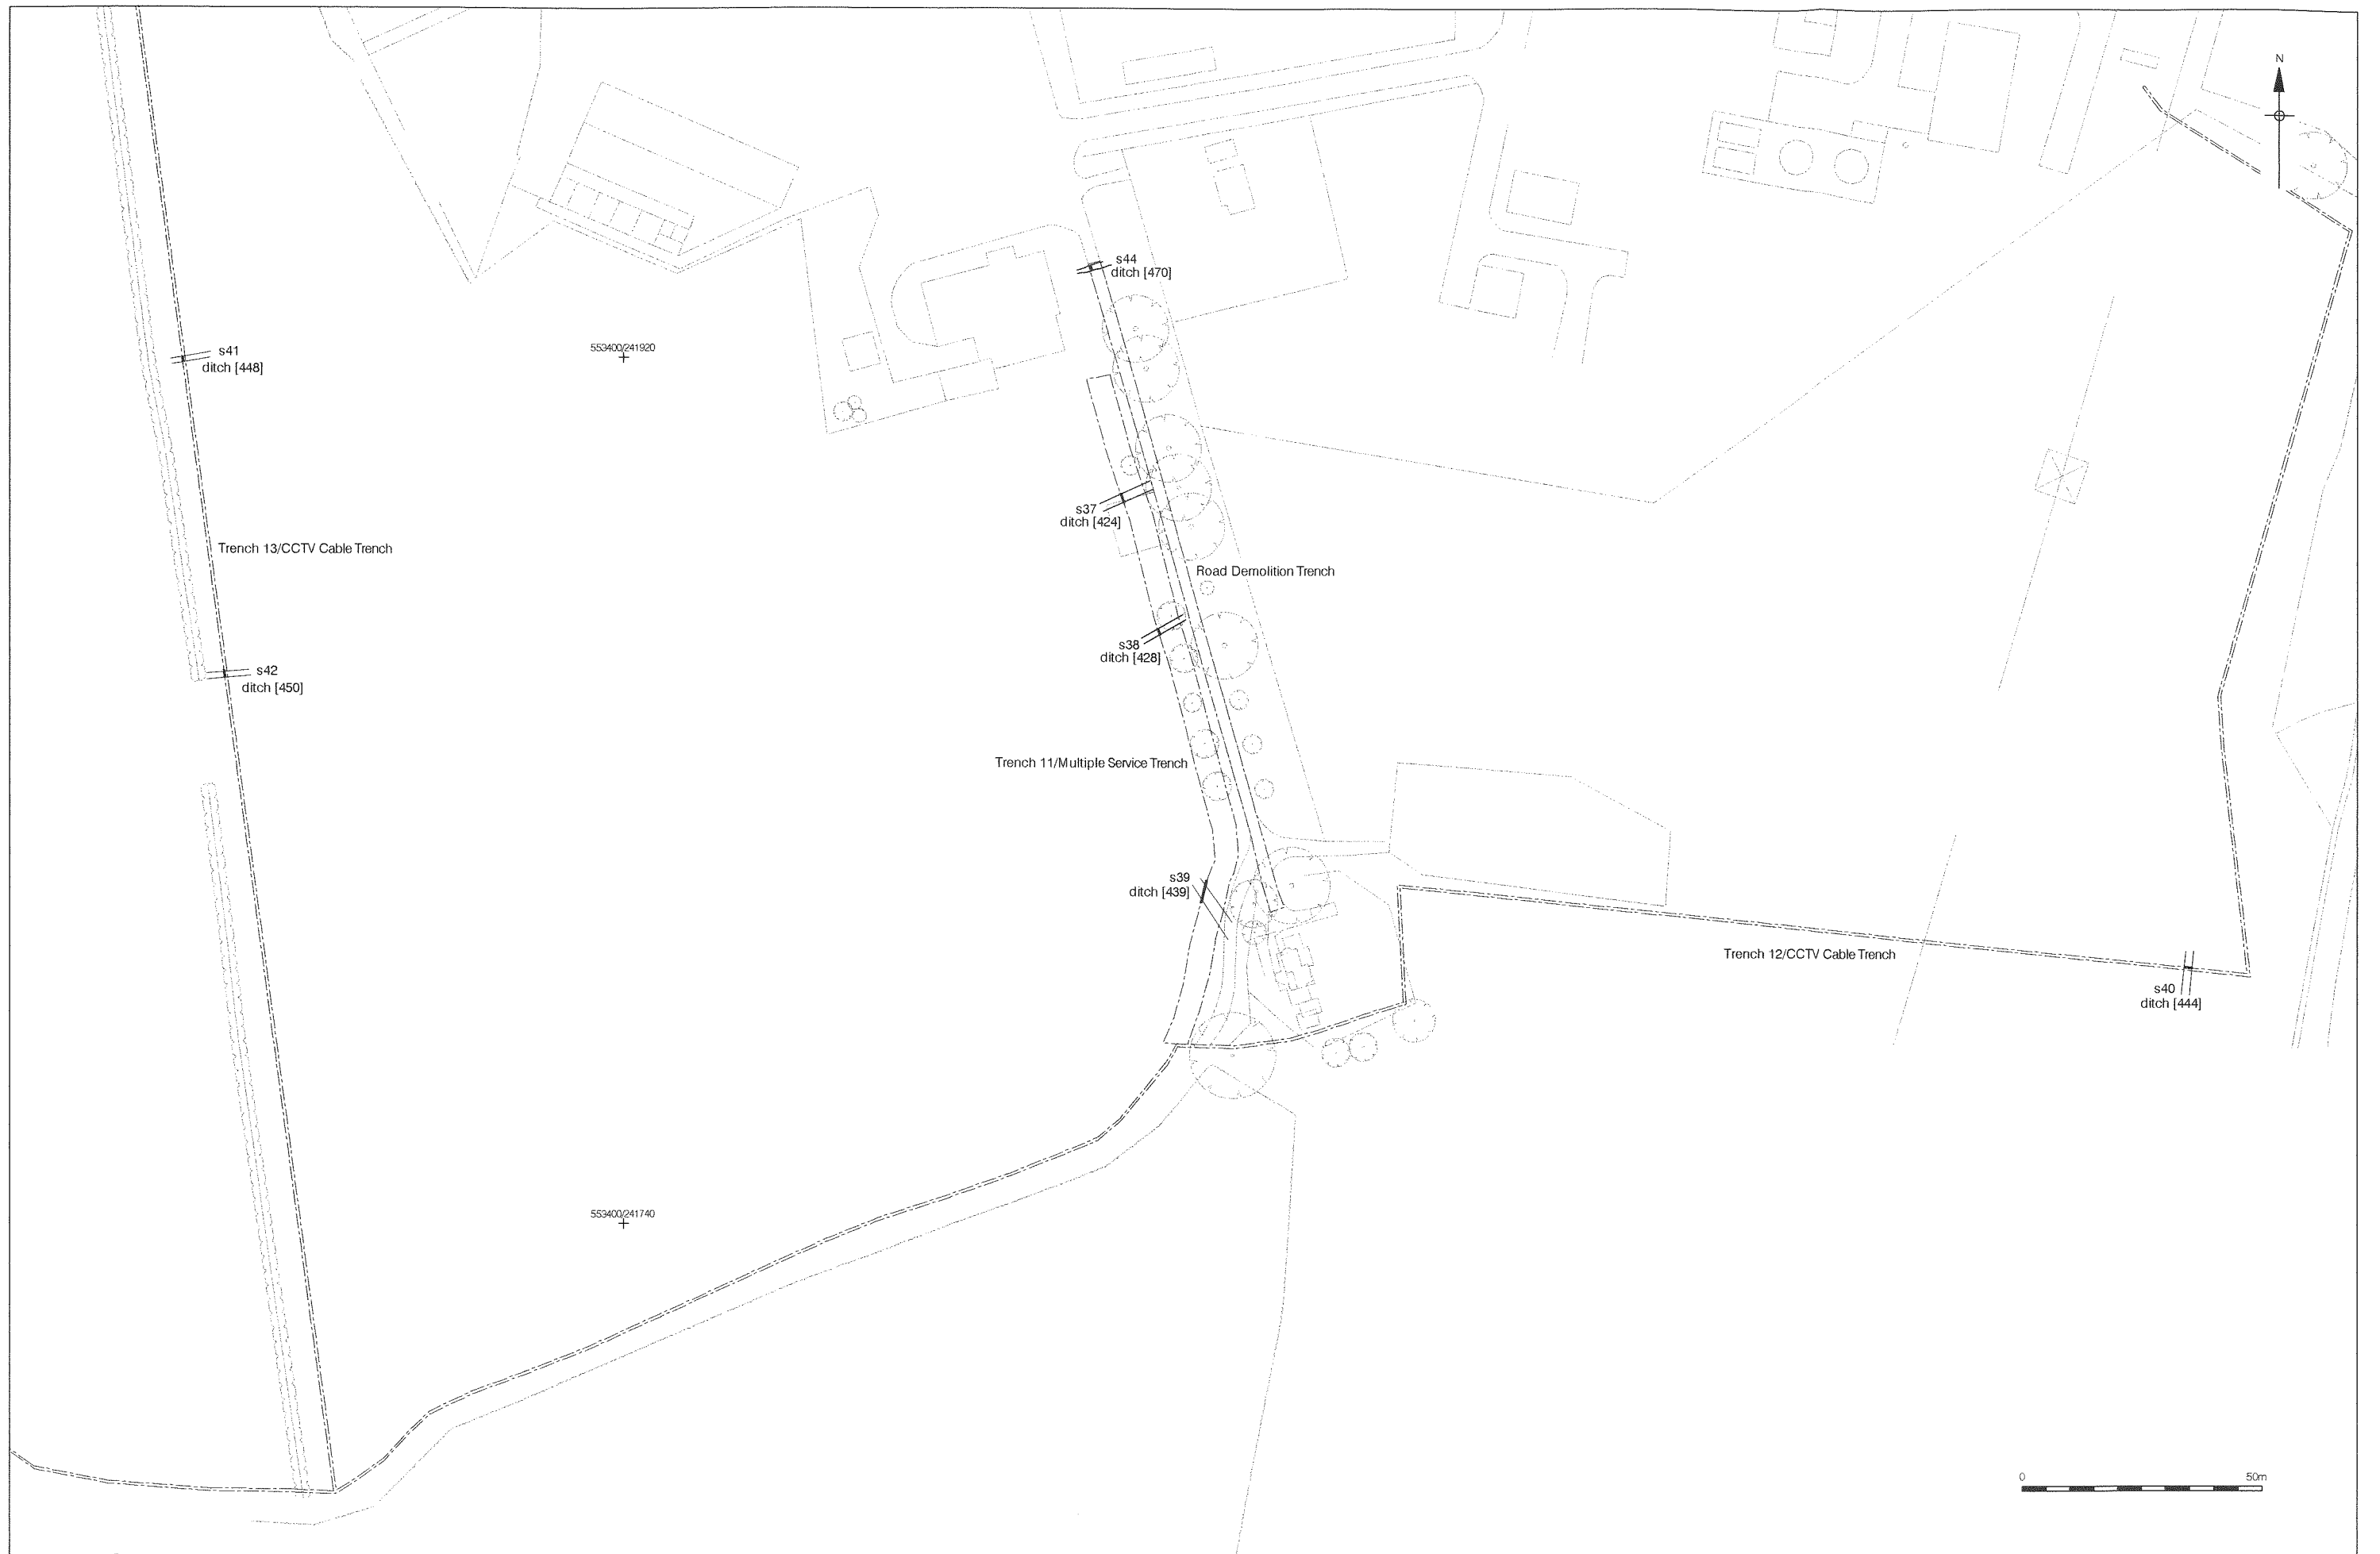 N
s44
ditch [470]
s41
ditch [448]
553400/241920
s37
ditch [424]
Trench 13/CCTV Cable Trench
Road Demolition Trench
s38
ditch [428]
s42
ditch [450]
Trench 11/Multiple Service Trench
s39
ditch [439]
Trench 12/CCTV Cable Trench
s40
ditch [444]
553400/241740
0 50m